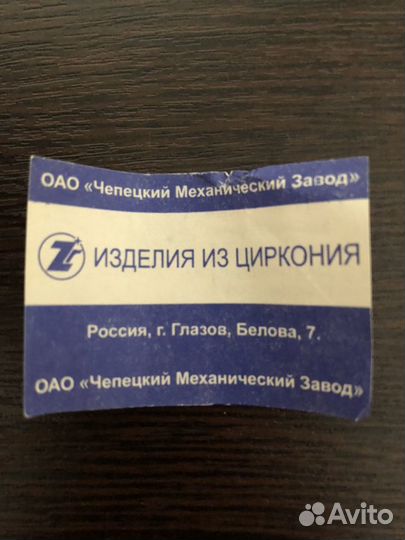 ОАО «Чепецкий Механический Завод»
Zr ИЗДЕЛИЯ ИЗ ЦИРКОНИЯ
Россия, г. Глазов, Белова, 7.
ОАО «Чепецкий Механический Завод»
Avito